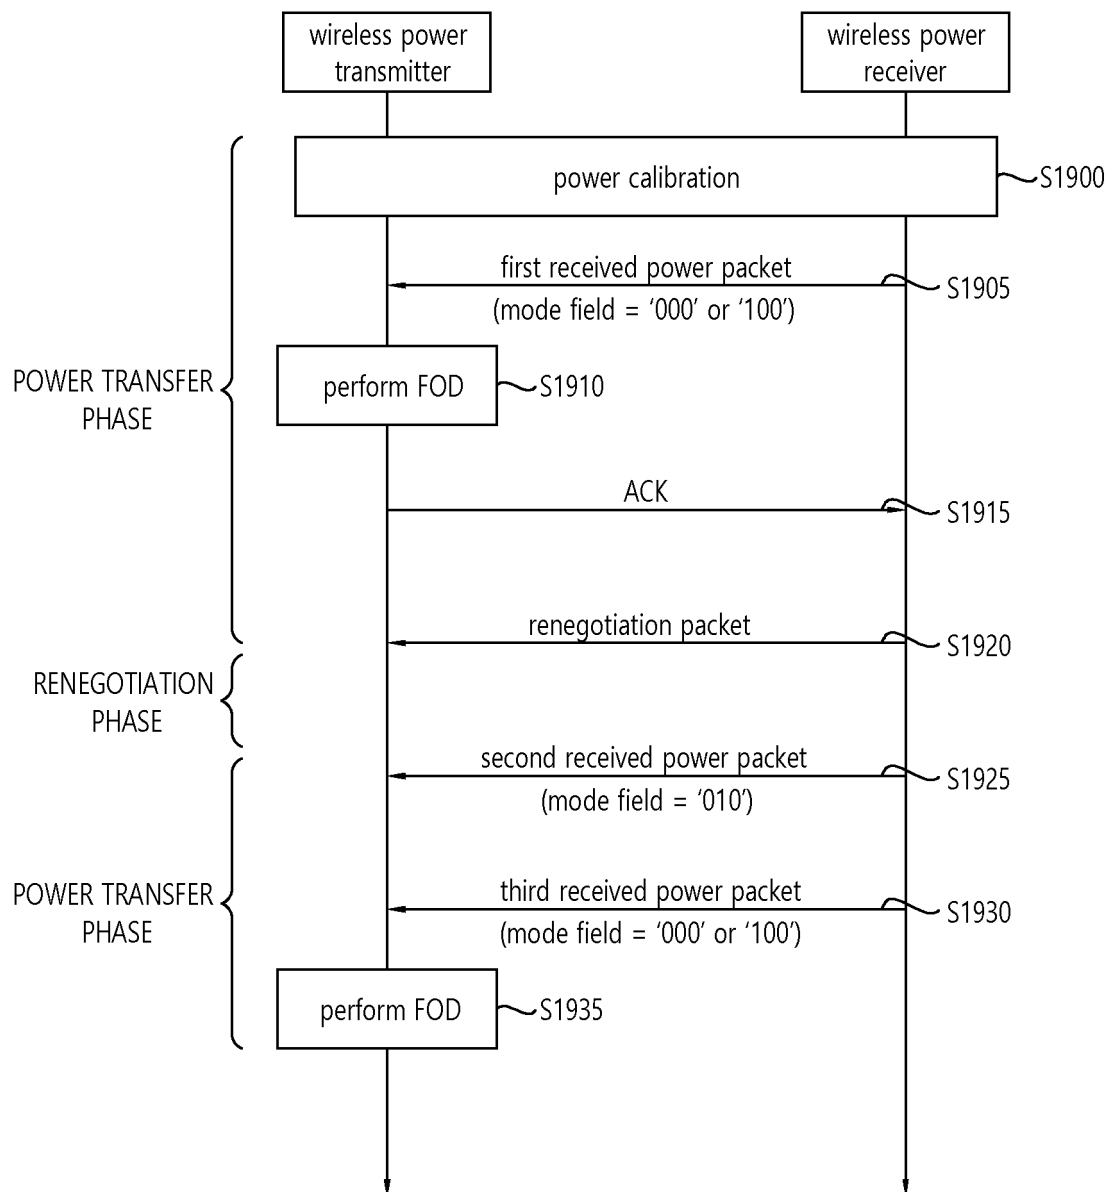 wireless power
transmitter
wireless power
receiver
power calibration
S1900
first received power packet
(mode field = ‘000’ or ‘100’)
S1905
POWER TRANSFER
PHASE
perform FOD
S1910
ACK
S1915
renegotiation packet
S1920
RENEGOTIATION
PHASE
second received power packet
(mode field = ‘010’)
S1925
POWER TRANSFER
PHASE
third received power packet
(mode field = ‘000’ or ‘100’)
S1930
perform FOD
S1935